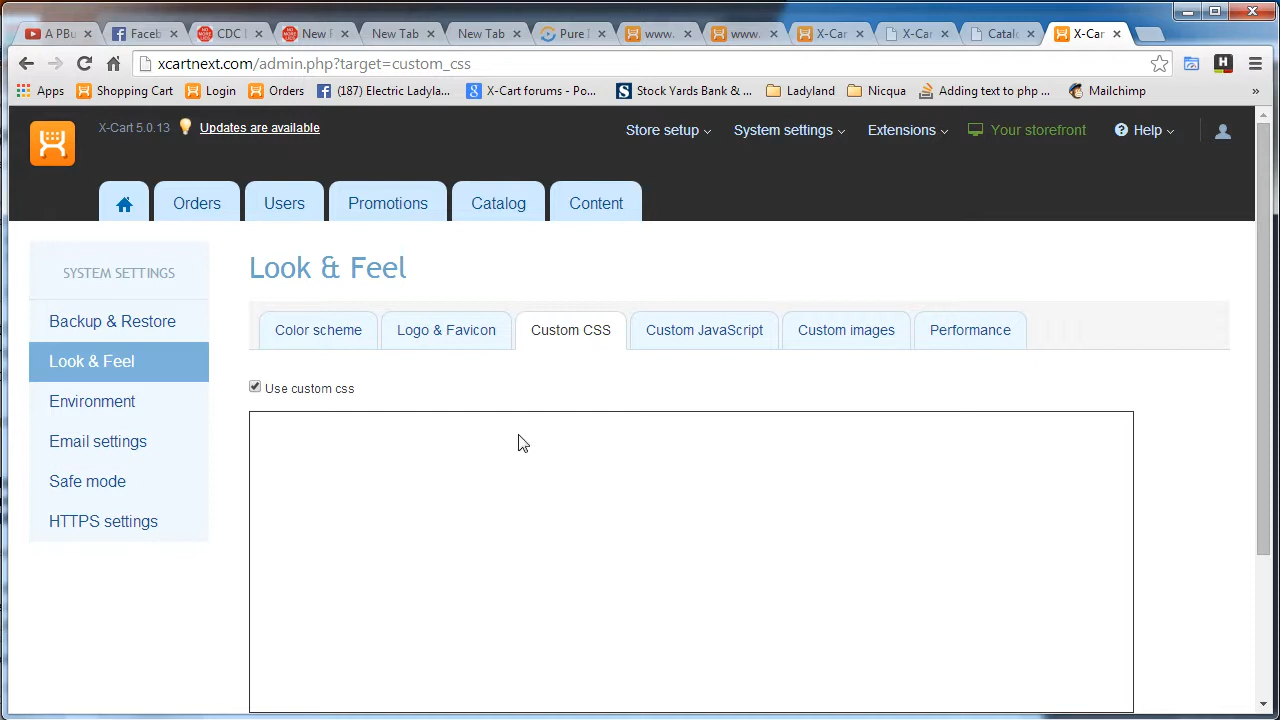 A PBu
Faceb
CDC I
New F
New Tab
New Tab
Pure I
www.
www.
X-Car
X-Car
Catalo
X-Car
xcartnext.com/admin.php?target=custom_css
Apps
Shopping Cart
Login
Orders
(187) Electric Ladyla...
X-Cart forums - Po...
Stock Yards Bank & ...
Ladyland
Nicqua
Adding text to php ...
Mailchimp
»
X-Cart 5.0.13
Updates are available
Store setup
System settings
Extensions
Your storefront
Help
Orders
Users
Promotions
Catalog
Content
SYSTEM SETTINGS
Backup & Restore
Look & Feel
Environment
Email settings
Safe mode
HTTPS settings
Look & Feel
Color scheme
Logo & Favicon
Custom CSS
Custom JavaScript
Custom images
Performance
Use custom css